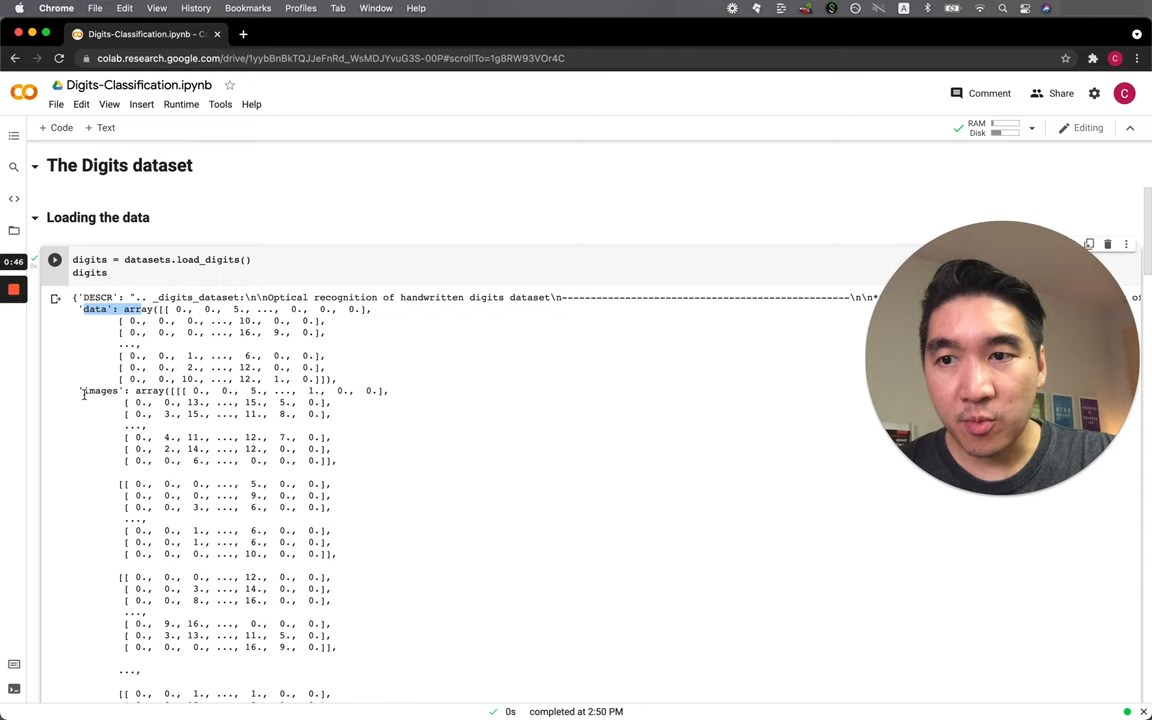 Chrome File Edit View History Bookmarks Profiles Tab Window Help
Digits-Classification.ipynb - Co
colab.research.google.com/drive/1yybBnBkTQJJeFnRd_WsMDJYvuG3S-00P#scrollTo=1g8RW93VOr4C
Digits-Classification.ipynb
Comment Share C
File Edit View Insert Runtime Tools Help
+ Code + Text
RAM
Disk
Editing
The Digits dataset
Loading the data
0:46
digits = datasets.load_digits()
digits
{'DESCR': ".. _digits_dataset:\n\nOptical recognition of handwritten digits dataset\n--------------------------------------------------\n\n*
'data': array([[ 0., 0., 5., ..., 0., 0., 0.],
[ 0., 0., 0., ..., 10., 0., 0.],
[ 0., 0., 0., ..., 16., 9., 0.],
...,
[ 0., 0., 1., ..., 6., 0., 0.],
[ 0., 0., 2., ..., 12., 0., 0.],
[ 0., 0., 10., ..., 12., 1., 0.]]),
'images': array([[[ 0., 0., 5., ..., 1., 0., 0.],
[ 0., 0., 13., ..., 15., 5., 0.],
[ 0., 3., 15., ..., 11., 8., 0.],
...,
[ 0., 4., 11., ..., 12., 7., 0.],
[ 0., 2., 14., ..., 12., 0., 0.],
[ 0., 0., 6., ..., 0., 0., 0.]],
[[ 0., 0., 0., ..., 5., 0., 0.],
[ 0., 0., 0., ..., 9., 0., 0.],
[ 0., 0., 3., ..., 6., 0., 0.],
...,
[ 0., 0., 1., ..., 6., 0., 0.],
[ 0., 0., 1., ..., 6., 0., 0.],
[ 0., 0., 0., ..., 10., 0., 0.]],
[[ 0., 0., 0., ..., 12., 0., 0.],
[ 0., 0., 3., ..., 14., 0., 0.],
[ 0., 0., 8., ..., 16., 0., 0.],
...,
[ 0., 9., 16., ..., 0., 0., 0.],
[ 0., 3., 13., ..., 11., 5., 0.],
[ 0., 0., 0., ..., 16., 9., 0.]],
...,
[[ 0., 0., 1., ..., 1., 0., 0.],
0s completed at 2:50 PM